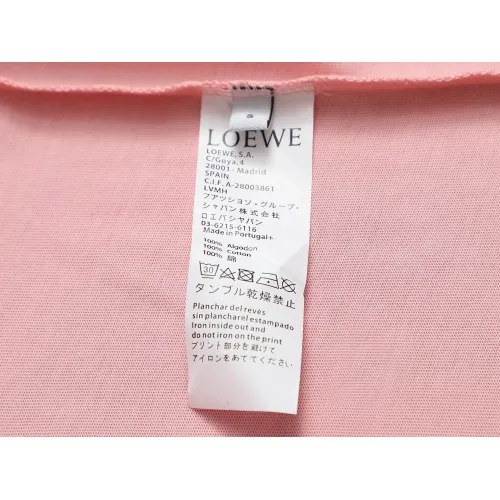 S
LOEWE
LOEWE, S.A.
C/Goya, 4
28001 - Madrid
SPAIN
C.I.F. A-28003861
LVMH
ファッション・グループ・
ジャパン株式会社
ロエベジャパン
03-6215-6116
Made in Portugal+
100% Algodon
100% Cotton
100% 綿
30
タンブル乾燥禁止
Planchar del revés
sin plancharel estampado
Iron inside out and
do not iron on the print
プリント部分を避けて
アイロンをあててください